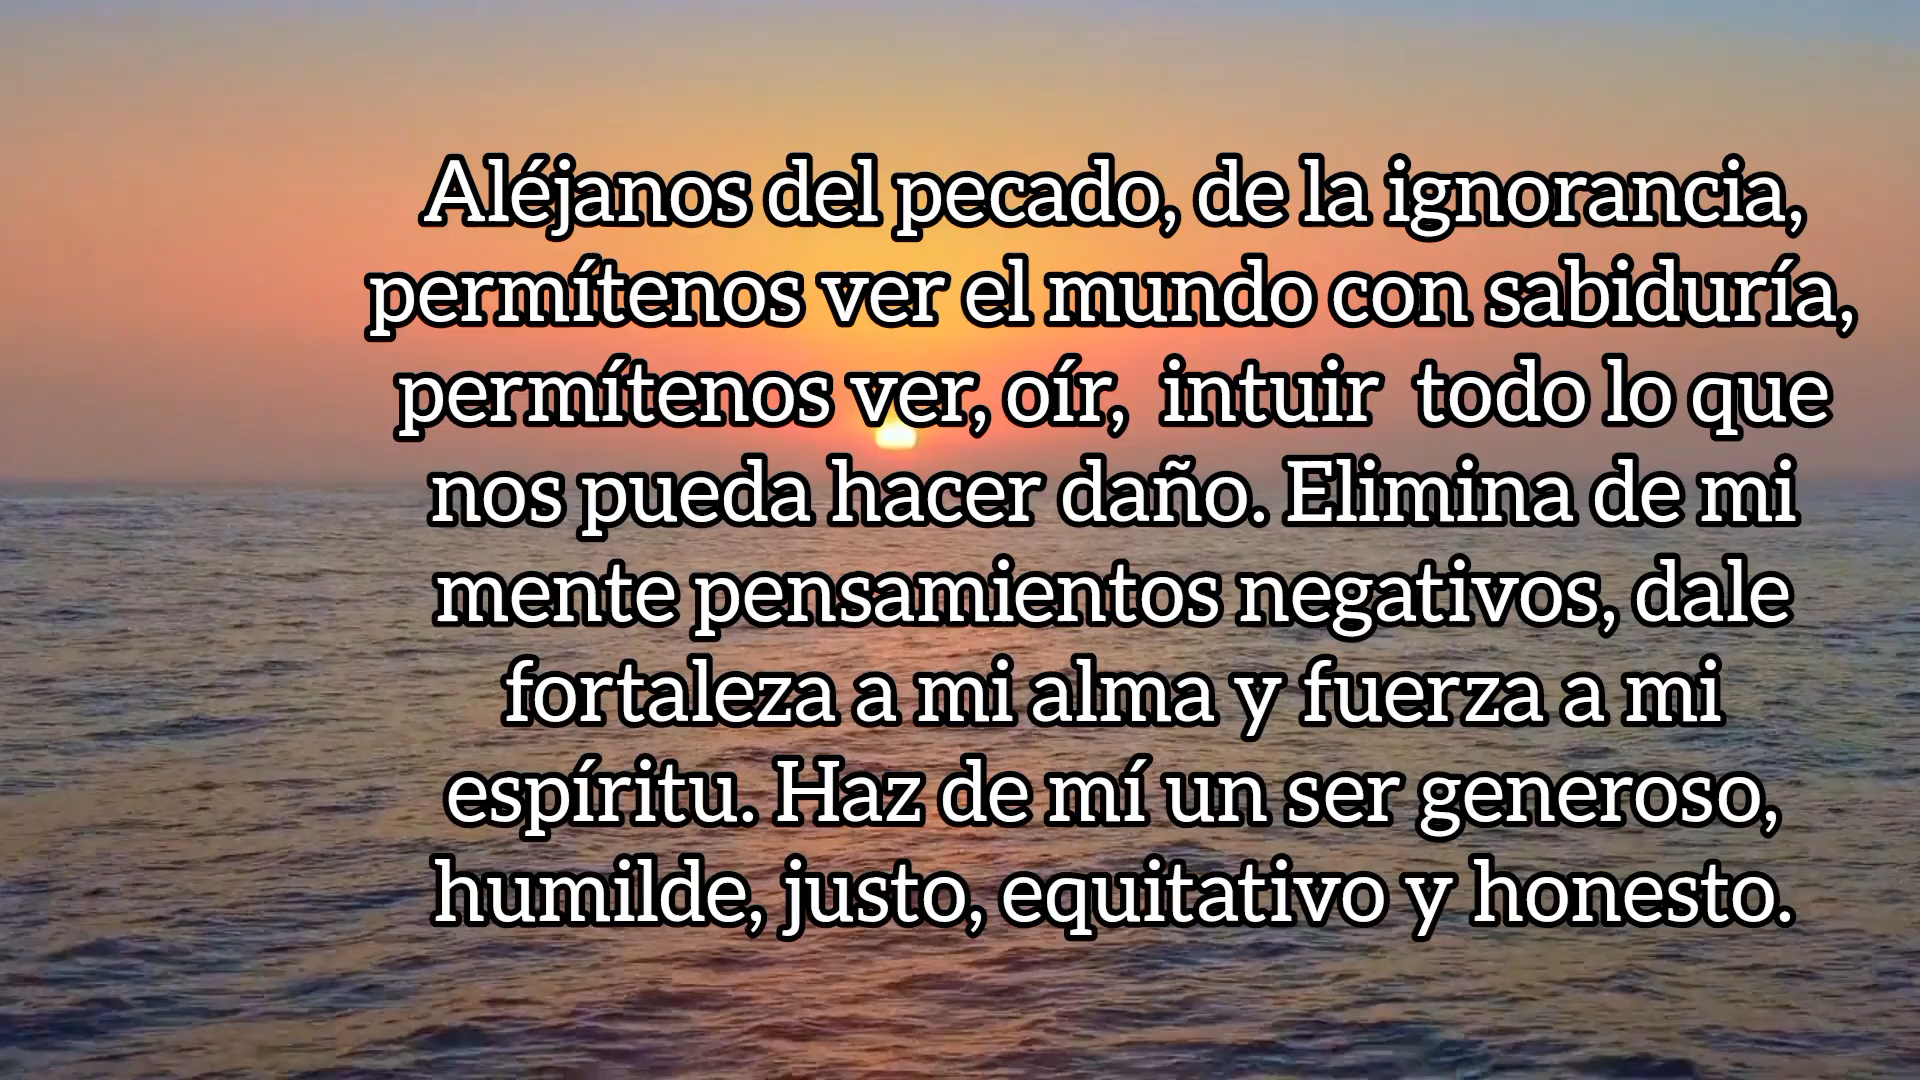 Aléjanos del pecado, de la ignorancia,
permítenos ver el mundo con sabiduría,
permítenos ver, oír, intuir todo lo que
nos pueda hacer daño. Elimina de mi
mente pensamientos negativos, dale
fortaleza a mi alma y fuerza a mi
espíritu. Haz de mí un ser generoso,
humilde, justo, equitativo y honesto.